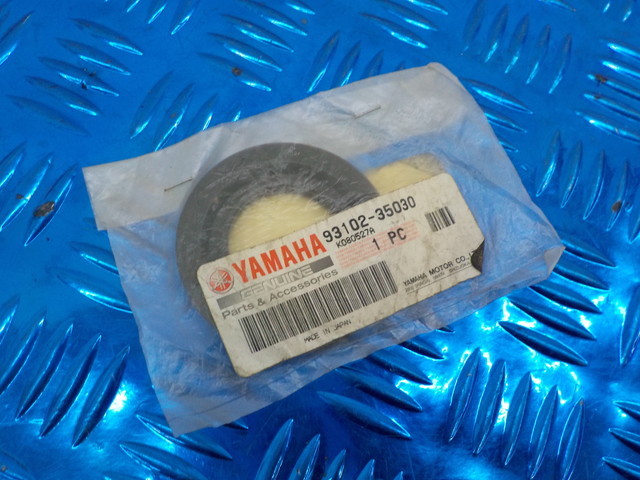 YAMAHA
GENUINE
Parts & Accessories
93102-35030
K080527A
1 PC
MADE IN JAPAN
YAMAHA MOTOR CO.,